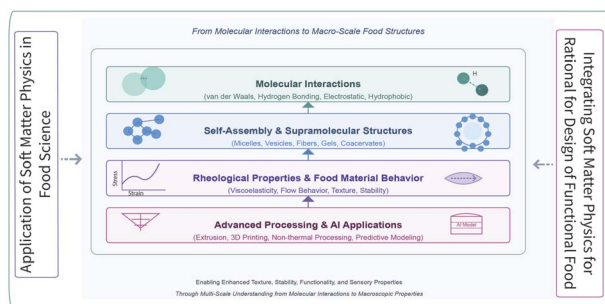 From Molecular Interactions to Macro-Scale Food Structures
Application of Soft Matter Physics in
Food Science
Molecular Interactions
(van der Waals, Hydrogen Bonding, Electrostatic, Hydrophobic)
H
Self-Assembly & Supramolecular Structures
(Micelles, Vesicles, Fibers, Gels, Coacervates)
Stress
Strain
Rheological Properties & Food Material Behavior
(Viscoelasticity, Flow Behavior, Texture, Stability)
Advanced Processing & AI Applications
(Extrusion, 3D Printing, Non-thermal Processing, Predictive Modeling)
AI Model
Integrating Soft Matter Physics for
Rational for Design of Functional Food
Enabling Enhanced Texture, Stability, Functionality, and Sensory Properties
Through Multi-Scale Understanding from Molecular Interactions to Macroscopic Properties